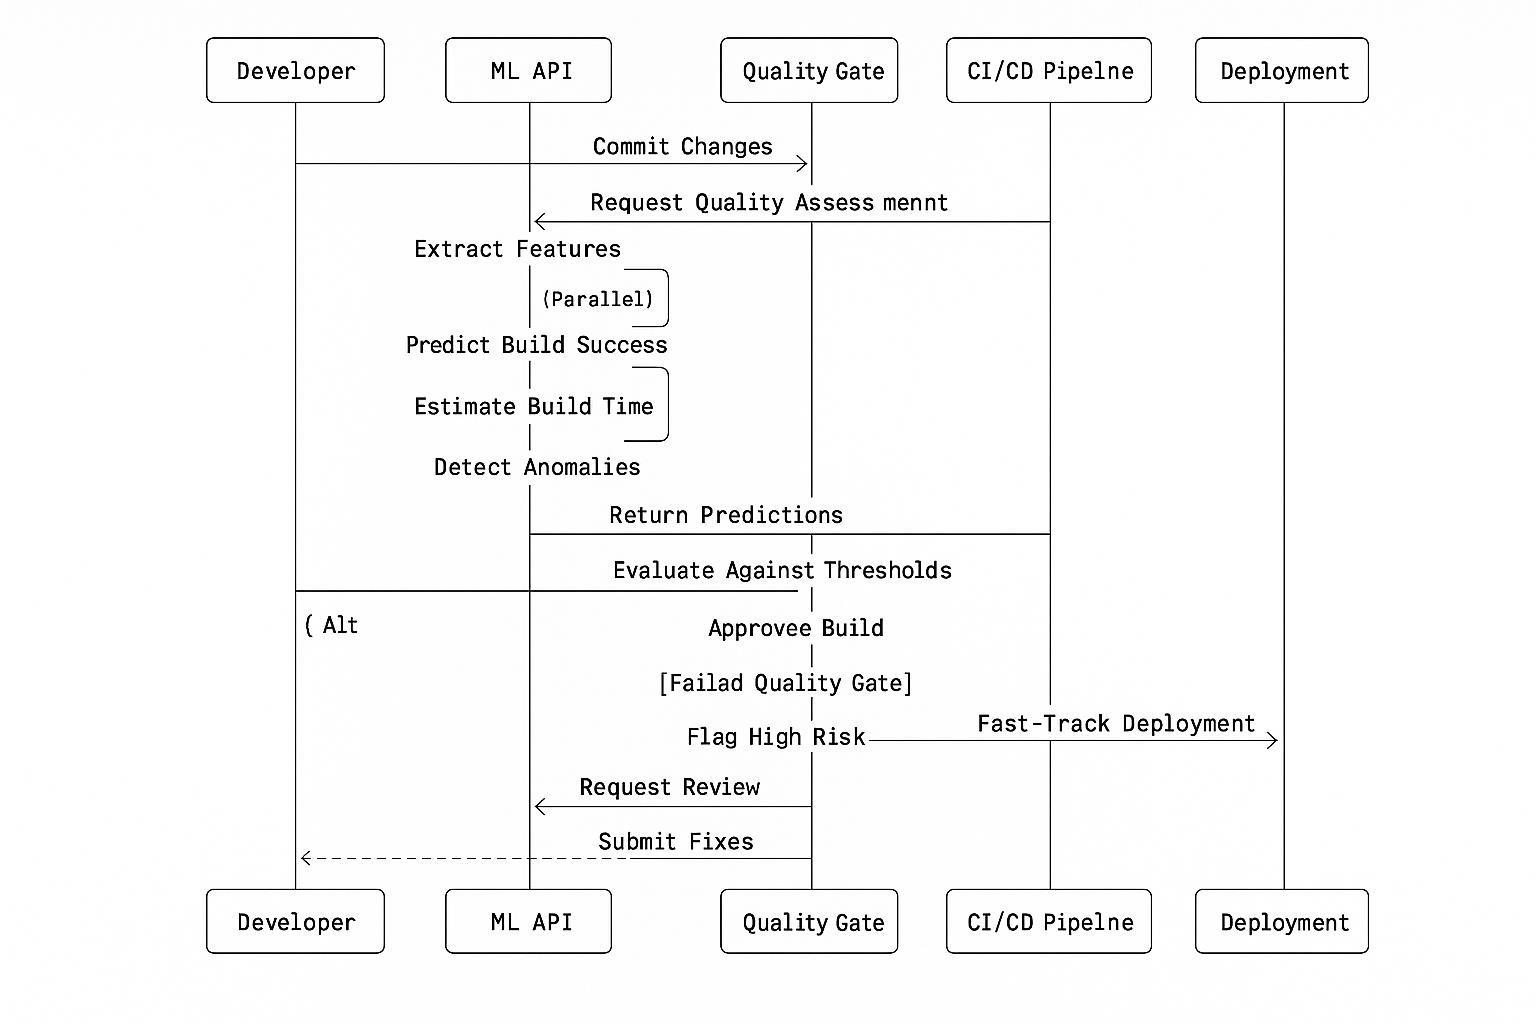 Developer
ML API
Quality Gate
CI/CD Pipelne
Deployment
Commit Changes
Request Quality Assess mennt
Extract Features
(Parallel)
Predict Build Success
Estimate Build Time
Detect Anomalies
Return Predictions
Evaluate Against Thresholds
( Alt
Approvee Build
[Failad Quality Gate]
Fast-Track Deployment
Flag High Risk
Request Review
Submit Fixes
Developer
ML API
Quality Gate
CI/CD Pipelne
Deployment